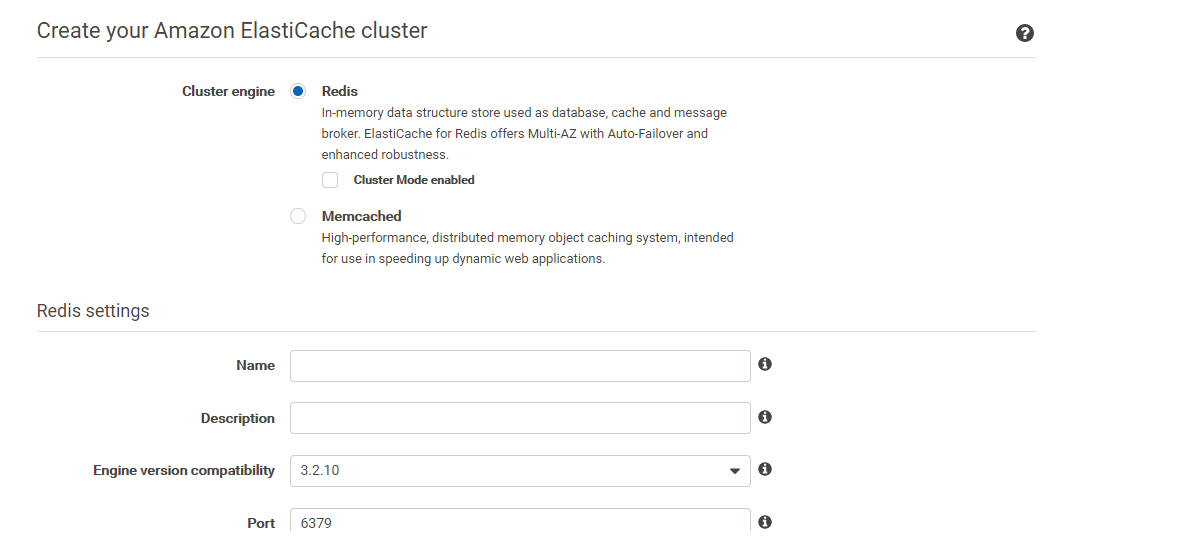 Create your Amazon ElastiCache cluster
Cluster engine
Redis
In-memory data structure store used as database, cache and message
broker. ElastiCache for Redis offers Multi-AZ with Auto-Failover and
enhanced robustness.
Cluster Mode enabled
Memcached
High-performance, distributed memory object caching system, intended
for use in speeding up dynamic web applications.
Redis settings
Name
Description
Engine version compatibility
3.2.10
Port
6379